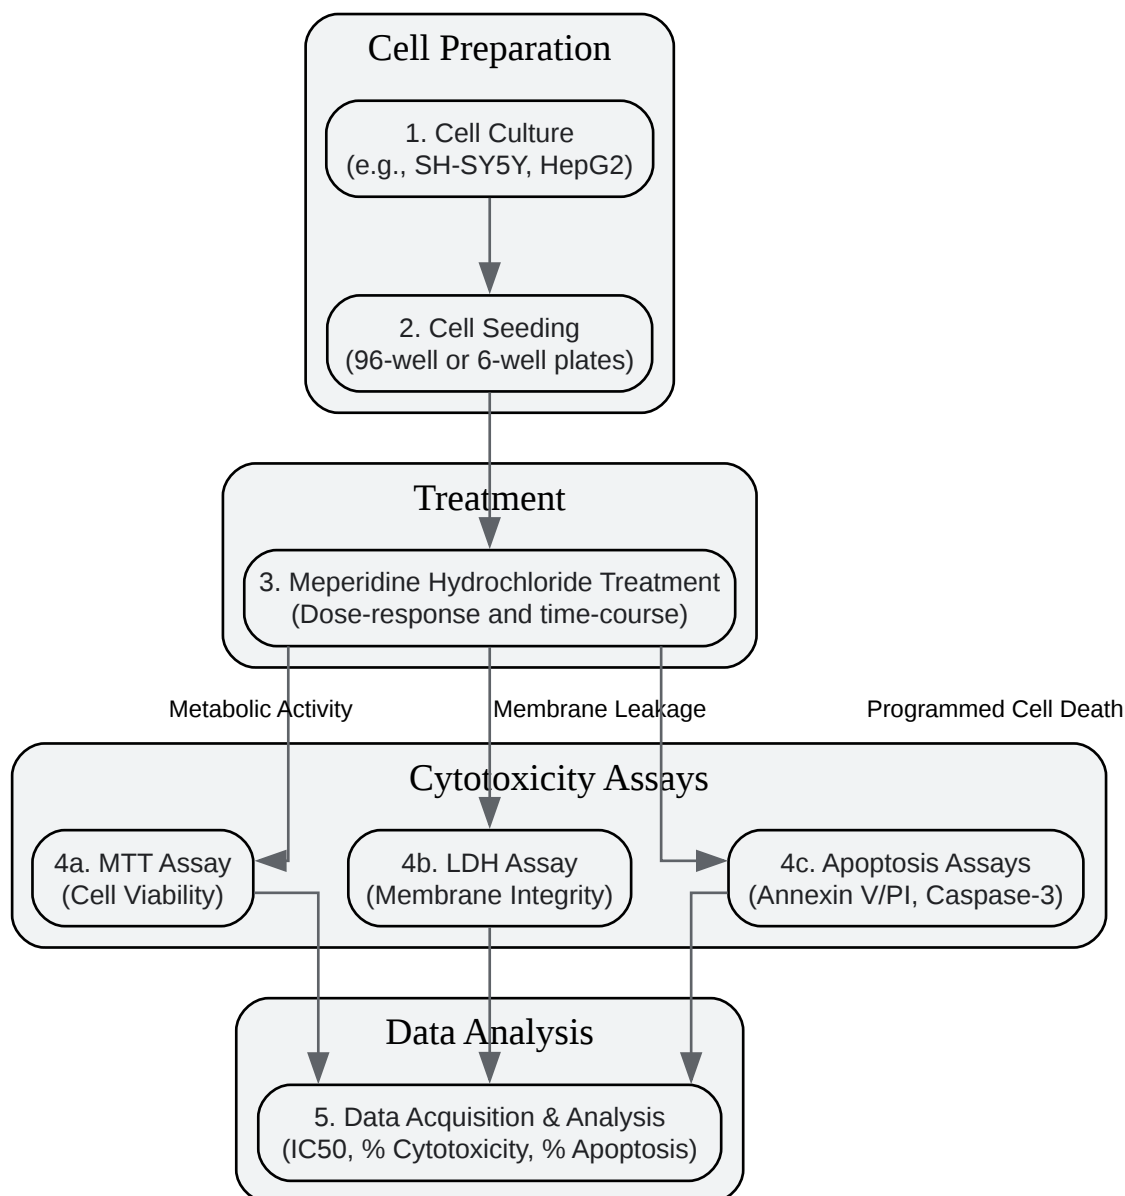 Cell Preparation
1. Cell Culture
(e.g., SH-SY5Y, HepG2)
2. Cell Seeding
(96-well or 6-well plates)
Treatment
3. Meperidine Hydrochloride Treatment
(Dose-response and time-course)
Metabolic Activity
Membrane Leakage
Programmed Cell Death
Cytotoxicity Assays
4a. MTT Assay
(Cell Viability)
4b. LDH Assay
(Membrane Integrity)
4c. Apoptosis Assays
(Annexin V/PI, Caspase-3)
Data Analysis
5. Data Acquisition & Analysis
(IC50, % Cytotoxicity, % Apoptosis)